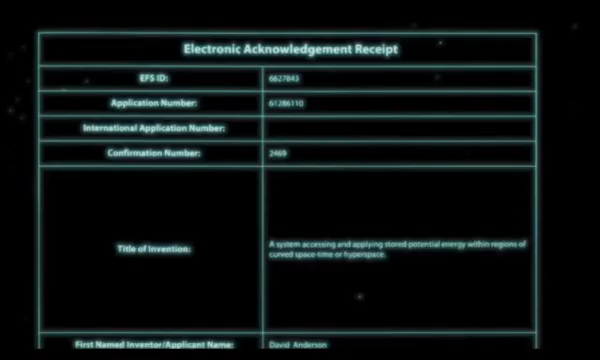 Electronic Acknowledgement Receipt
EFS ID: 6627843
Application Number: 61286110
International Application Number:
Confirmation Number: 2469
Title of Invention: A system accessing and applying stored potential energy within regions of
curved space-time or hyperspace.
First Named Inventor/Applicant Name: David Anderson